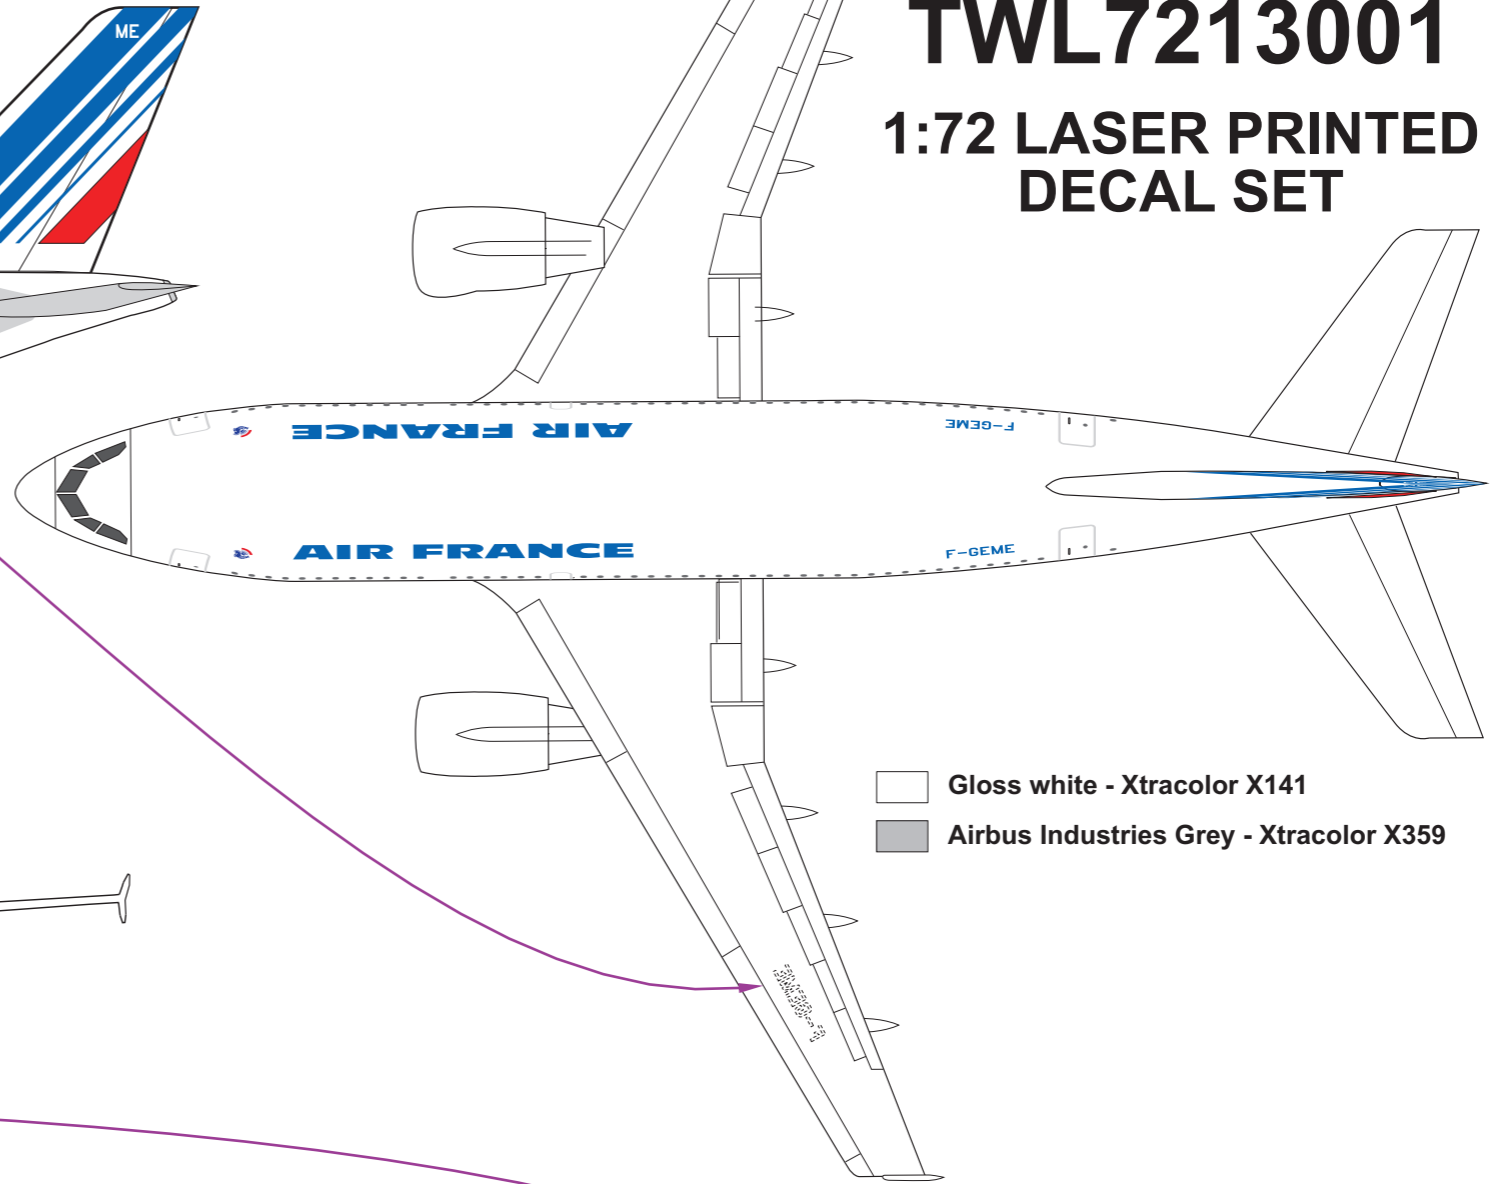 ME
TWL7213001
1:72 LASER PRINTED
DECAL SET
AIR FRANCE
F-GEME
AIR FRANCE
F-GEME
Gloss white - Xtracolor X141
Airbus Industries Grey - Xtracolor X359
F-GEME